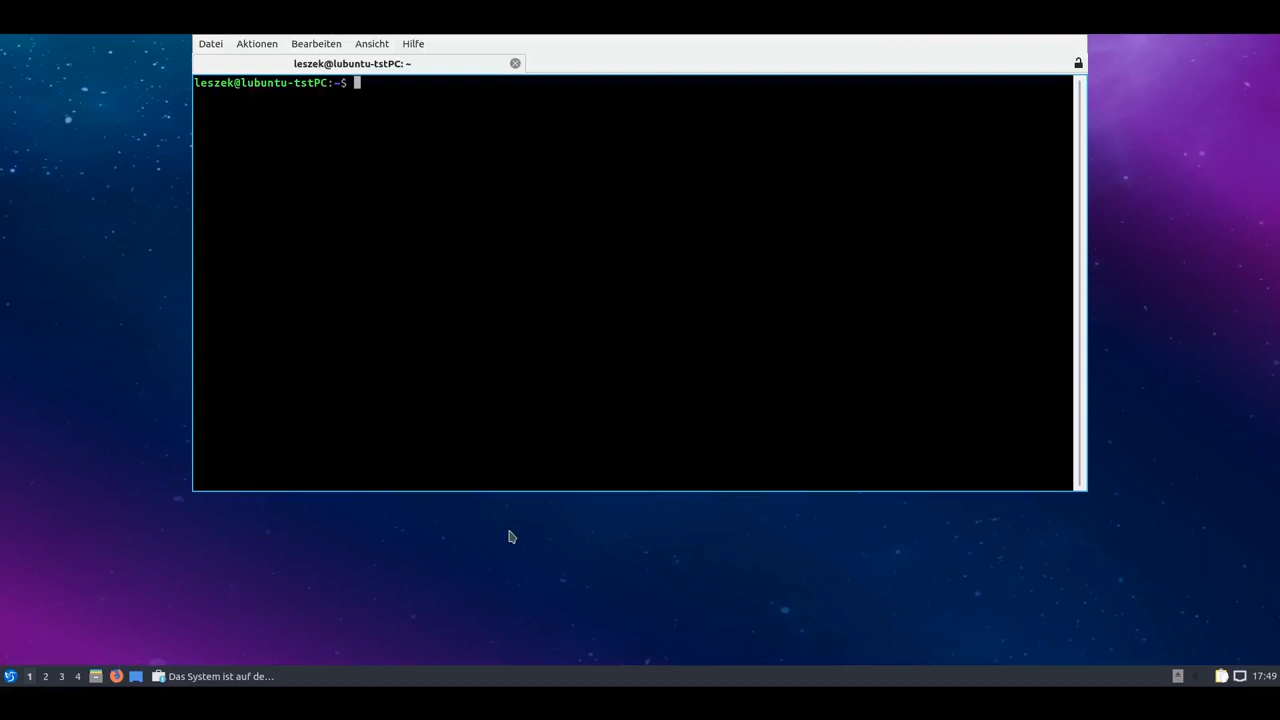 Datei Aktionen Bearbeiten Ansicht Hilfe
leszek@lubuntu-tstPC: ~
leszek@lubuntu-tstPC:~$
1 2 3 4 Das System ist auf de... 17:49